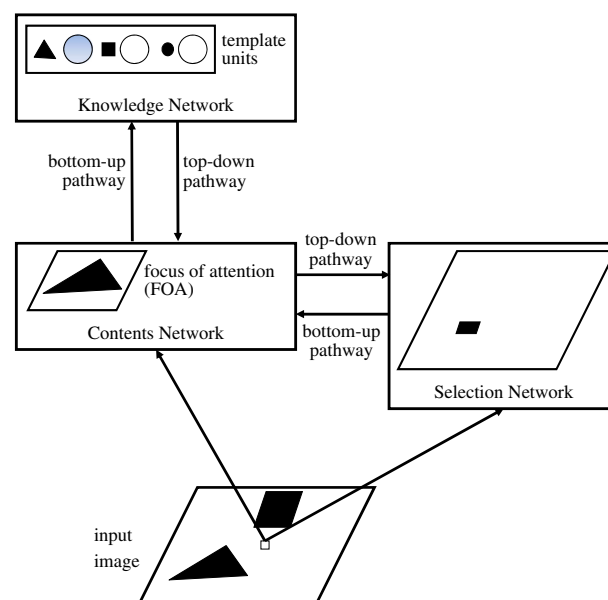 template
units
Knowledge Network
bottom-up
pathway
top-down
pathway
focus of attention
(FOA)
Contents Network
top-down
pathway
bottom-up
pathway
Selection Network
input
image